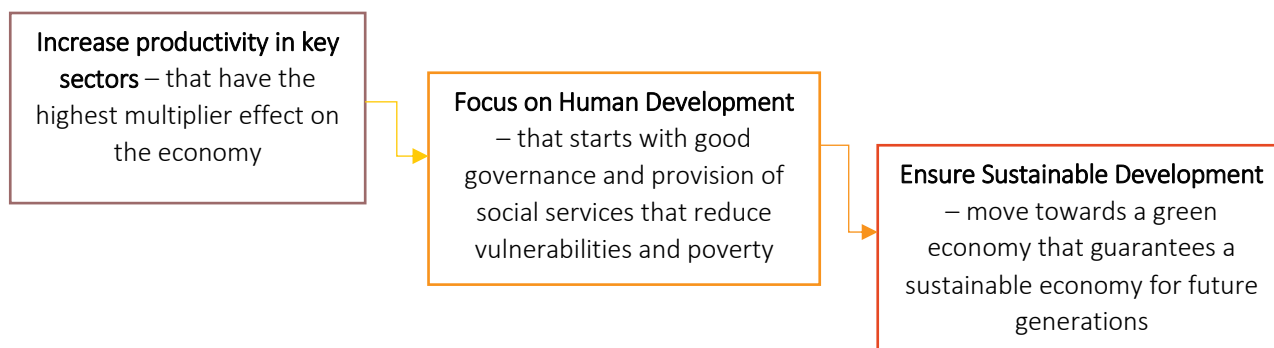 Increase productivity in key
sectors – that have the
highest multiplier effect on
the economy
Focus on Human Development
– that starts with good
governance and provision of
social services that reduce
vulnerabilities and poverty
Ensure Sustainable Development
– move towards a green
economy that guarantees a
sustainable economy for future
generations